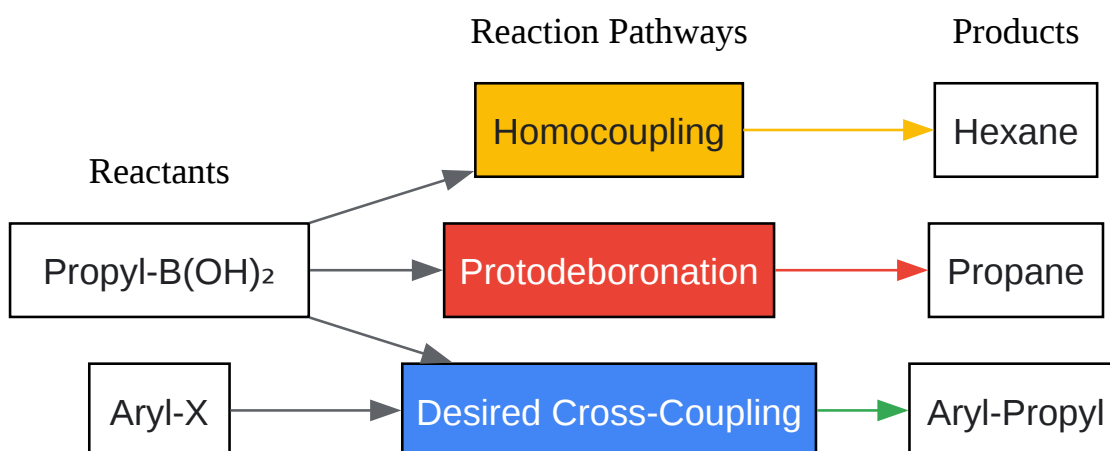 Reaction Pathways
Products
Homocoupling
Hexane
Reactants
Propyl-B(OH)₂
Protodeboronation
Propane
Aryl-X
Desired Cross-Coupling
Aryl-Propyl